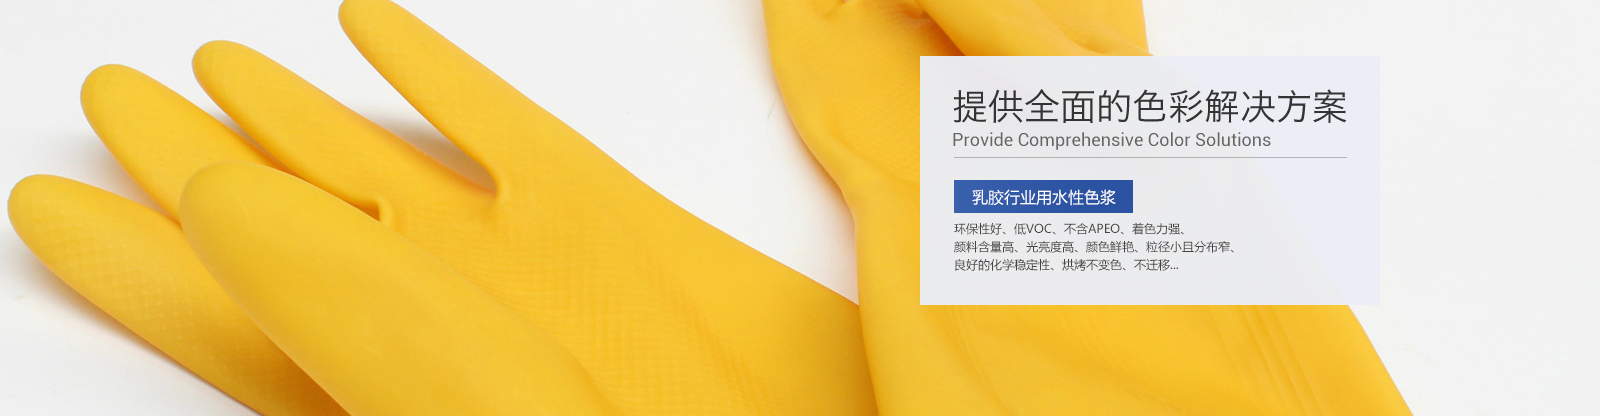 提供全面的色彩解决方案
Provide Comprehensive Color Solutions
乳胶行业用水性色浆
环保性好、低VOC、不含APEO、着色力强、
颜料含量高、光亮度高、颜色鲜艳、粒径小且分布窄、
良好的化学稳定性、烘烤不变色、不迁移...